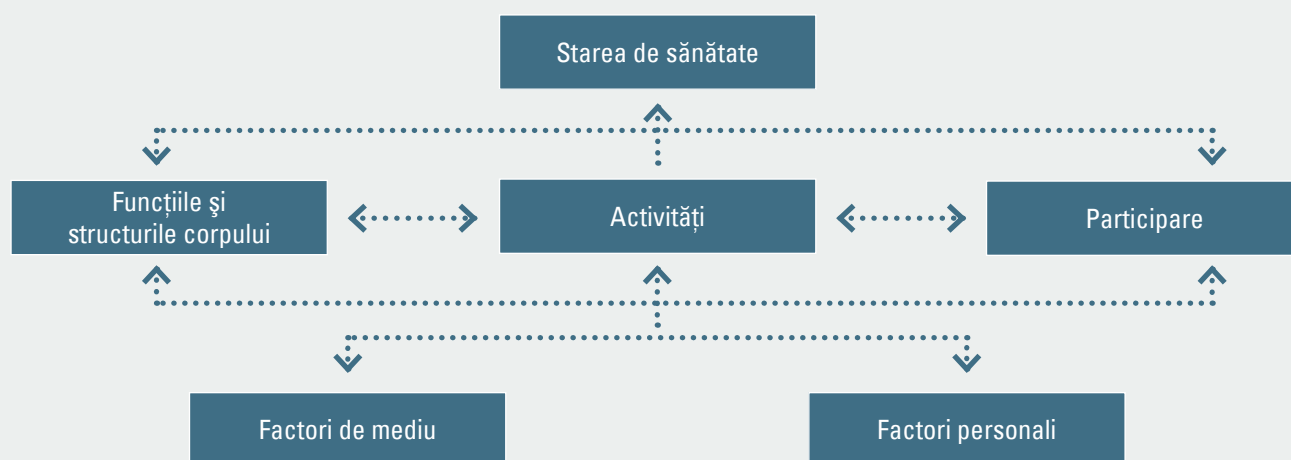 Starea de sănătate
Funcțiile şi
structurile corpului
Activități
Participare
Factori de mediu
Factori personali